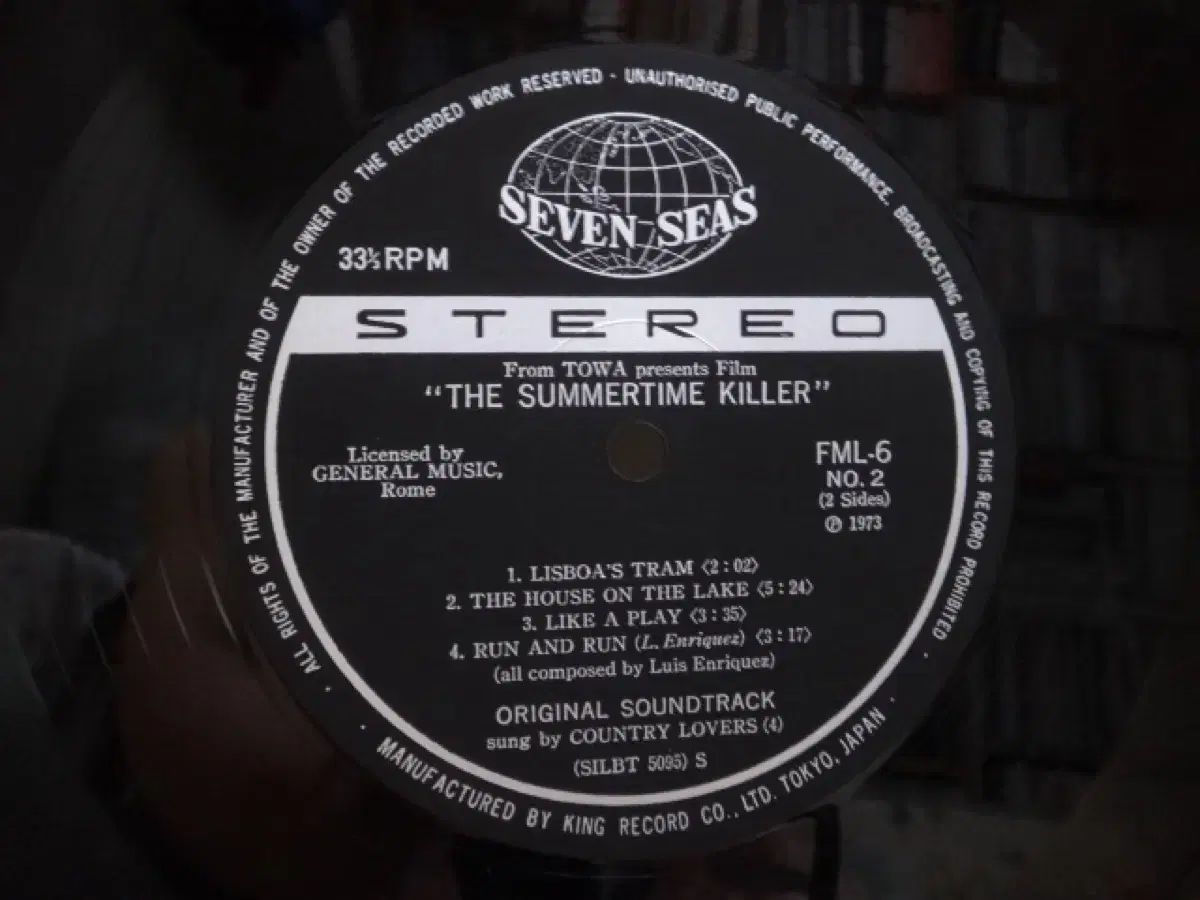 · ALL RIGHTS OF THE MANUFACTURER AND OF THE OWNER OF THE RECORDED WORK RESERVED · UNAUTHORISED PUBLIC PERFORMANCE, BROADCASTING AND COPYING OF THIS RECORD PROHIBITED ·
SEVEN SEAS
33⅓ RPM
STEREO
From TOWA presents Film
“THE SUMMERTIME KILLER”
Licensed by
GENERAL MUSIC,
Rome
FML-6
NO. 2
(2 Sides)
℗ 1973
1. LISBOA'S TRAM ⟨2 : 02⟩
2. THE HOUSE ON THE LAKE ⟨5 : 24⟩
3. LIKE A PLAY ⟨3 : 35⟩
4. RUN AND RUN (L. Enriquez) ⟨3 : 17⟩
(all composed by Luis Enriquez)
ORIGINAL SOUNDTRACK
sung by COUNTRY LOVERS (4)
(SILBT 5093) S
· MANUFACTURED BY KING RECORD CO., LTD. TOKYO, JAPAN ·